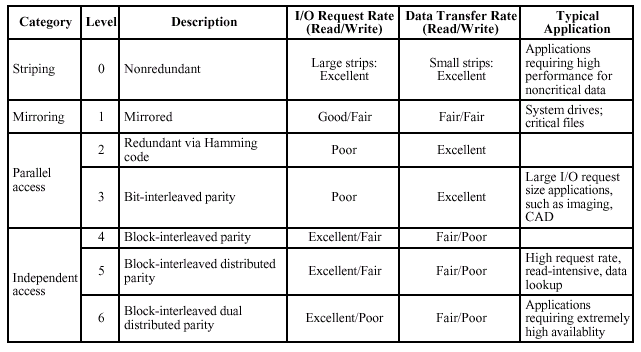 Category Level Description I/O Request Rate (Read/Write) Data Transfer Rate (Read/Write) Typical Application
Striping 0 Nonredundant Large strips: Excellent Small strips: Excellent Applications requiring high performance for noncritical data
Mirroring 1 Mirrored Good/Fair Fair/Fair System drives; critical files
Parallel access 2 Redundant via Hamming code Poor Excellent
3 Bit-interleaved parity Poor Excellent Large I/O request size applications, such as imaging, CAD
Independent access 4 Block-interleaved parity Excellent/Fair Fair/Poor
5 Block-interleaved distributed parity Excellent/Fair Fair/Poor High request rate, read-intensive, data lookup
6 Block-interleaved dual distributed parity Excellent/Poor Fair/Poor Applications requiring extremely high availablity